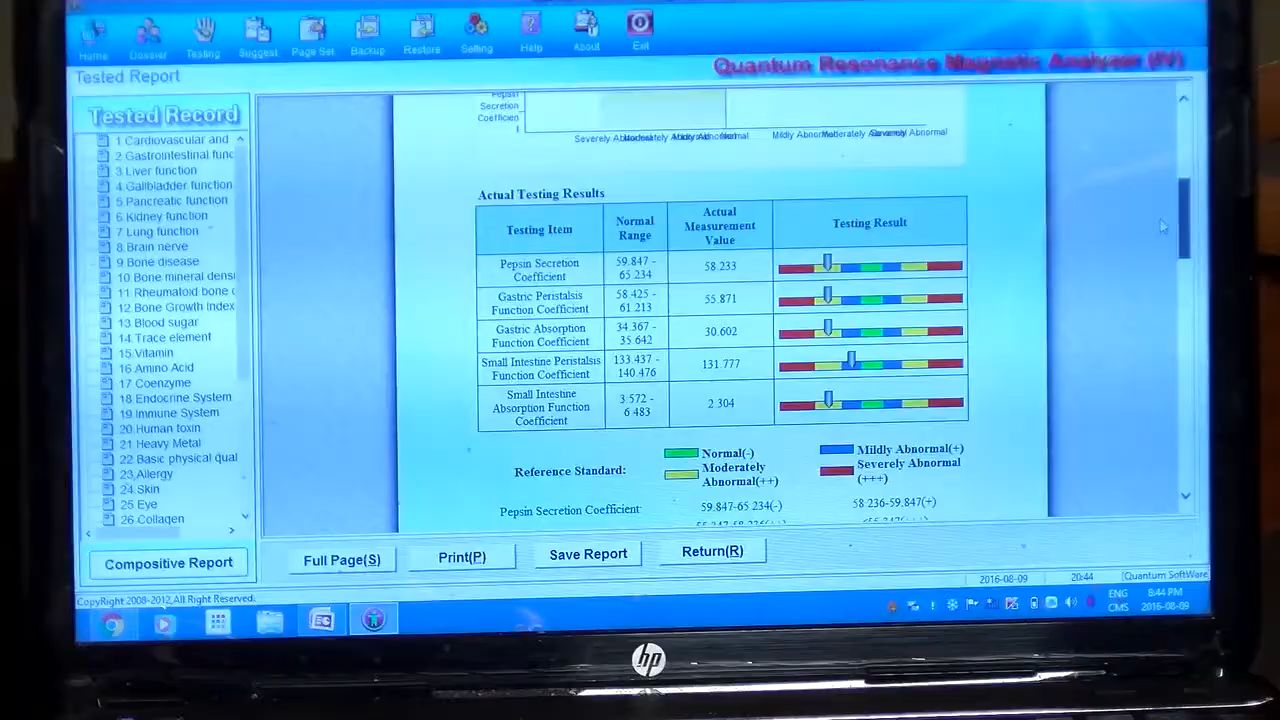 Home Dossier Testing Suggest Page Set Backup Restore Setting Help About Exit
Quantum Resonance Magnetic Analyzer (IV)
Tested Report
Tested Record
1 Cardiovascular and
2 Gastrointestinal func
3 Liver function
4 Gallbladder function
5 Pancreatic function
6 Kidney function
7 Lung function
8 Brain nerve
9 Bone disease
10 Bone mineral densi
11 Rheumatoid bone
12 Bone Growth Index
13 Blood sugar
14 Trace element
15 Vitamin
16 Amino Acid
17 Coenzyme
18 Endocrine System
19 Immune System
20 Human toxin
21 Heavy Metal
22 Basic physical qual
23 Allergy
24 Skin
25 Eye
26 Collagen
Compositive Report
Pepsin
Secretion
Coefficien
t
Severely Normal Mildly Abnormal
Actual Testing Results
Testing Item Normal Range Actual Measurement Value Testing Result
Pepsin Secretion Coefficient 59.847 - 65.234 58.233
Gastric Peristalsis Function Coefficient 58.425 - 61.213 55.871
Gastric Absorption Function Coefficient 34.367 - 35.642 30.602
Small Intestine Peristalsis Function Coefficient 133.437 - 140.476 131.777
Small Intestine Absorption Function Coefficient 3.572 - 6.483 2.304
Reference Standard:
Normal(-) Mildly Abnormal(+)
Moderately Abnormal(++) Severely Abnormal (+++)
Pepsin Secretion Coefficient: 59.847-65.234(-) 58.236-59.847(+)
Full Page(S) Print(P) Save Report Return(R)
2016-08-09 20:44 [Quantum SoftWare
CopyRight 2008-2012,All Right Reserved.
ENG 8:44 PM
CMS 2016-08-09
hp